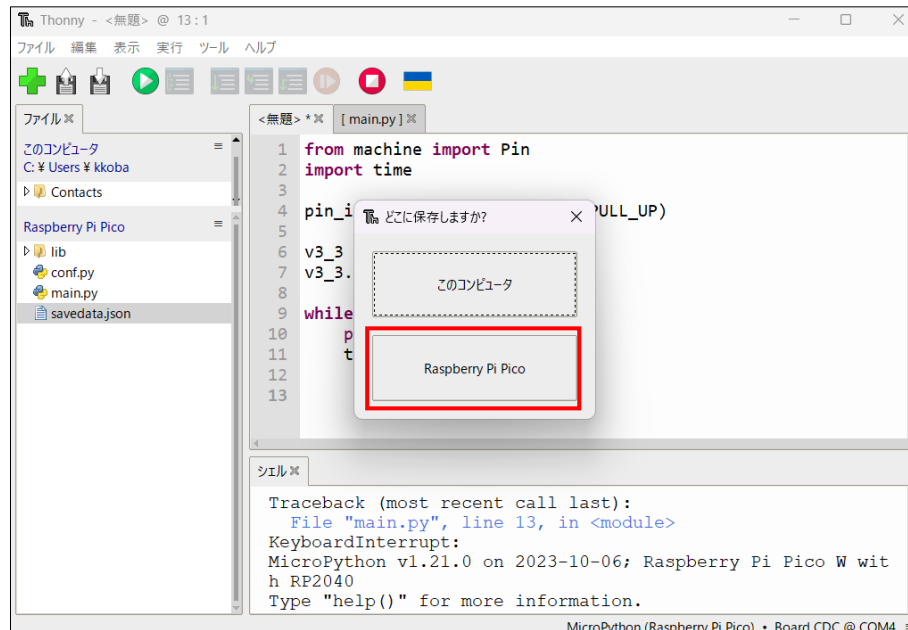 Thonny - <無題> @ 13:1
ファイル 編集 表示 実行 ツール ヘルプ
ファイル
このコンピュータ
C: ¥ Users ¥ kkoba
Contacts
Raspberry Pi Pico
lib
conf.py
main.py
savedata.json
<無題> * [ main.py ]
1 from machine import Pin
2 import time
3
4 pin_i PULL_UP)
5
6 v3_3
7 v3_3.
8
9 while
10 p
11 t
12
13
どこに保存しますか?
このコンピュータ
Raspberry Pi Pico
シェル
Traceback (most recent call last):
File "main.py", line 13, in <module>
KeyboardInterrupt:
MicroPython v1.21.0 on 2023-10-06; Raspberry Pi Pico W wit
h RP2040
Type "help()" for more information.
MicroPython (Raspberry Pi Pico) • Board CDC @ COM4